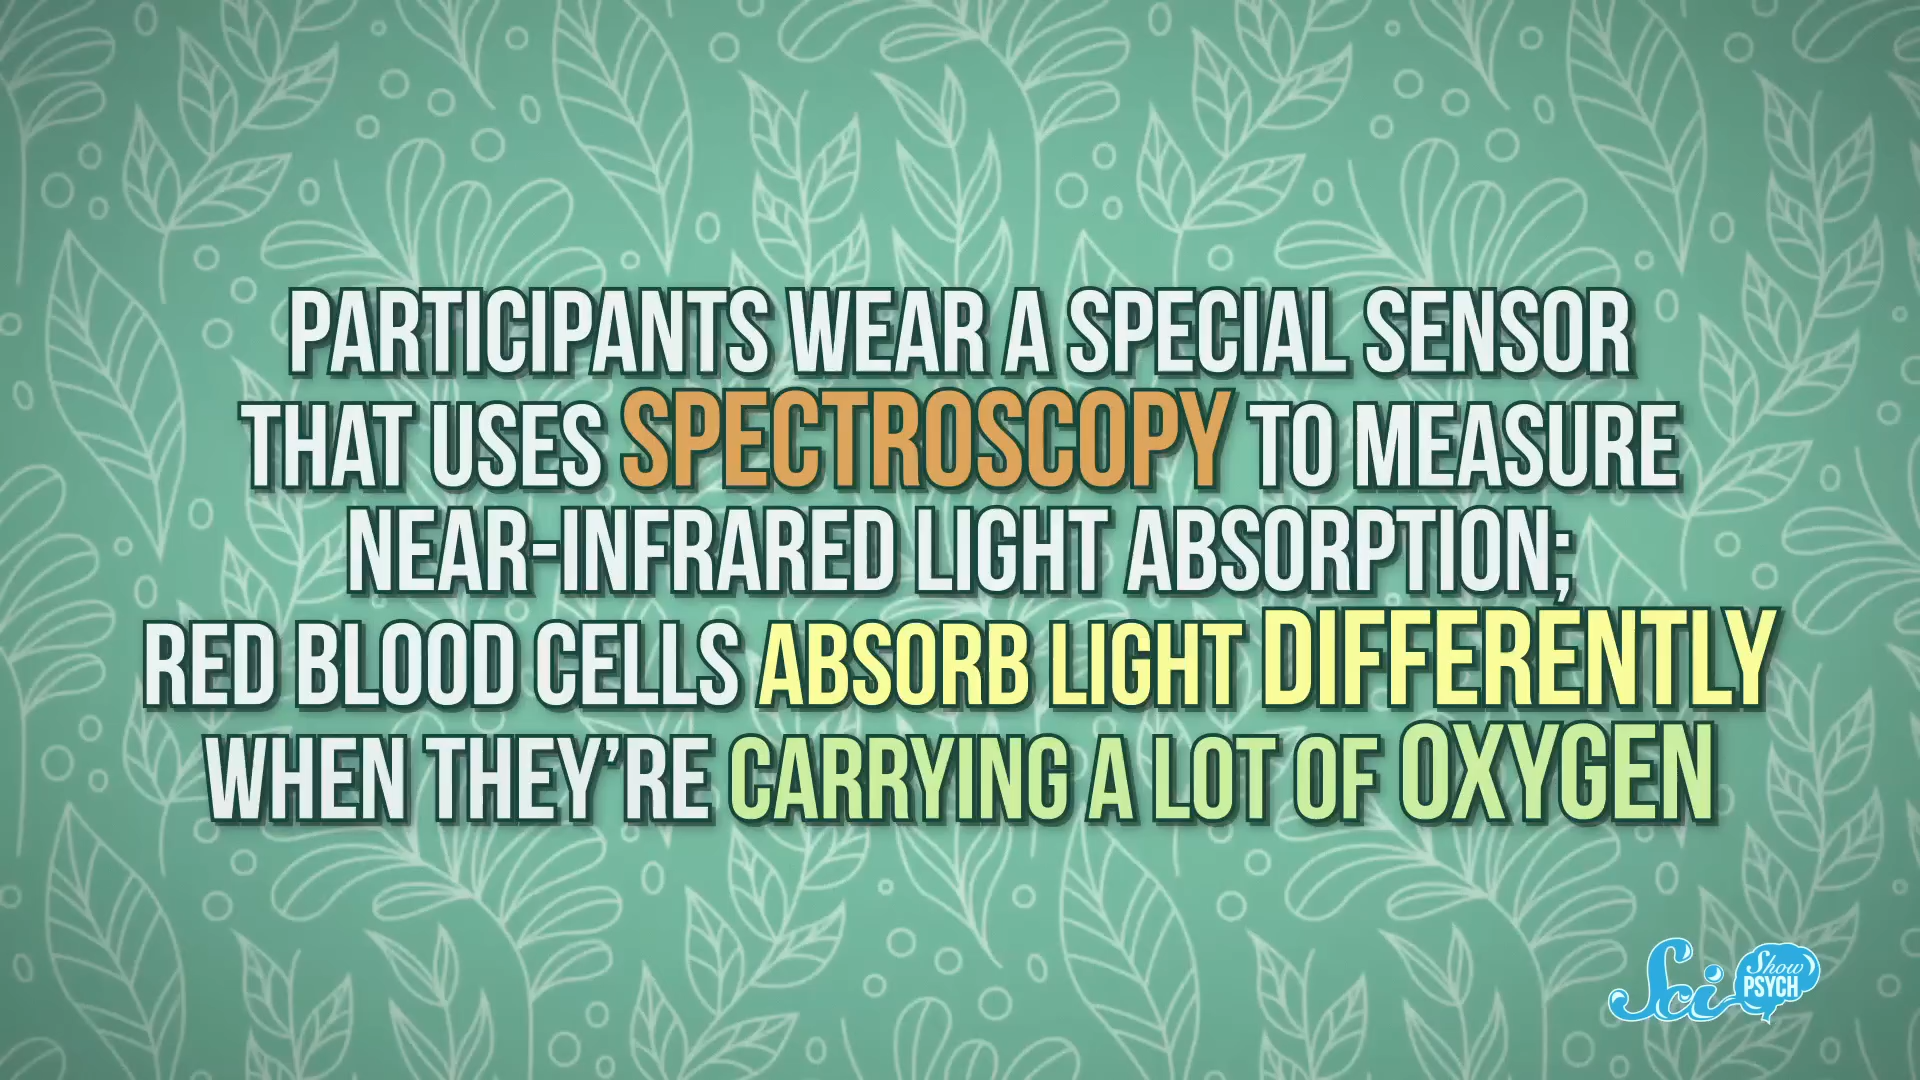 PARTICIPANTS WEAR A SPECIAL SENSOR
THAT USES SPECTROSCOPY TO MEASURE
NEAR-INFRARED LIGHT ABSORPTION;
RED BLOOD CELLS ABSORB LIGHT DIFFERENTLY
WHEN THEY'RE CARRYING A LOT OF OXYGEN
Sci Show
PSYCH